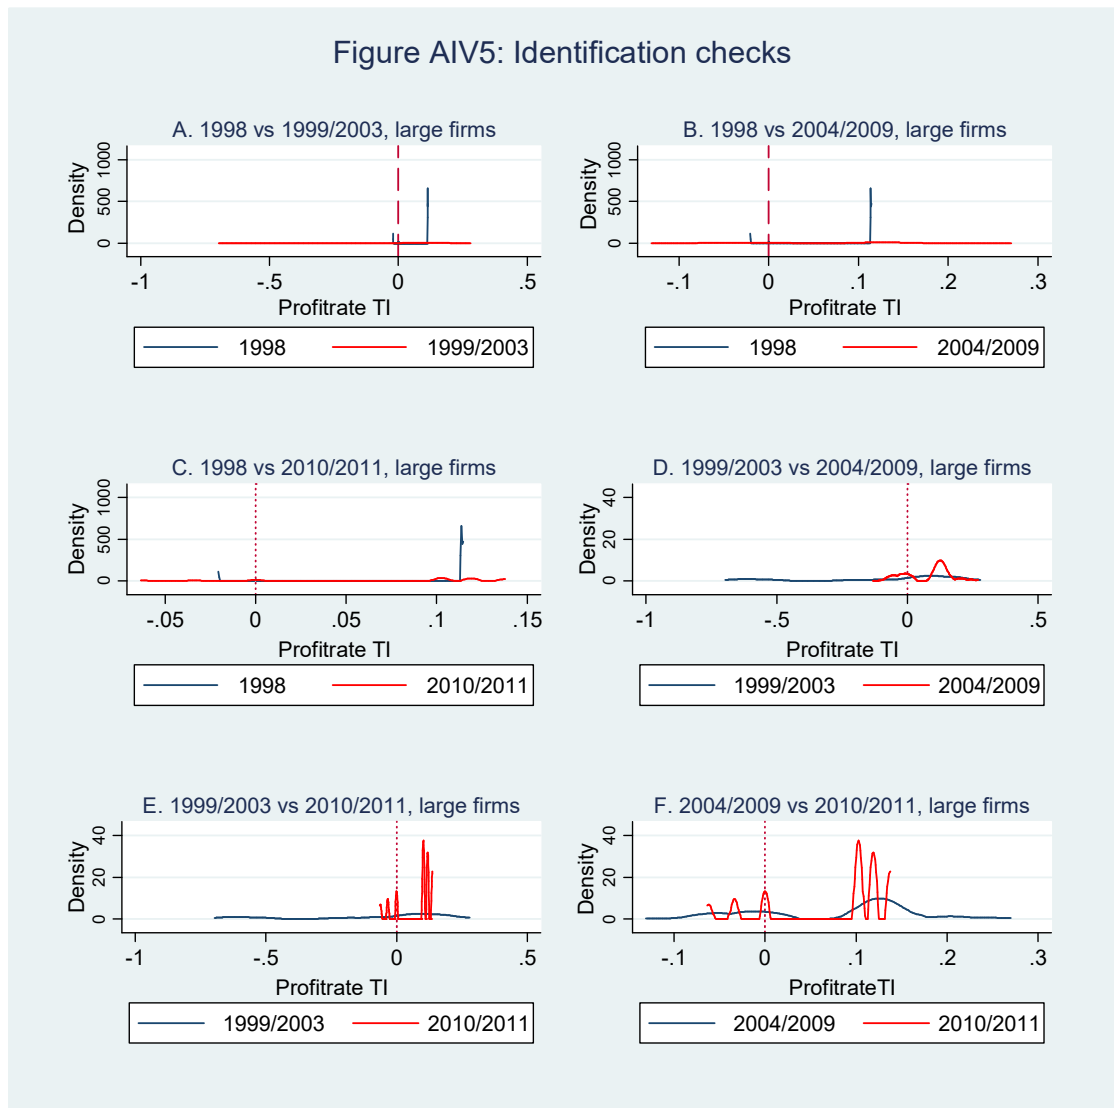 Figure AIV5: Identification checks
A. 1998 vs 1999/2003, large firms
Density
1000
500
0
-1 -.5 0 .5
Profitrate TI
1998 1999/2003
B. 1998 vs 2004/2009, large firms
Density
1000
500
0
-.1 0 .1 .2 .3
Profitrate TI
1998 2004/2009
C. 1998 vs 2010/2011, large firms
Density
1000
500
0
-.05 0 .05 .1 .15
Profitrate TI
1998 2010/2011
D. 1999/2003 vs 2004/2009, large firms
Density
40
20
0
-1 -.5 0 .5
Profitrate TI
1999/2003 2004/2009
E. 1999/2003 vs 2010/2011, large firms
Density
40
20
0
-1 -.5 0 .5
Profitrate TI
1999/2003 2010/2011
F. 2004/2009 vs 2010/2011, large firms
Density
40
20
0
-.1 0 .1 .2 .3
ProfitrateTI
2004/2009 2010/2011